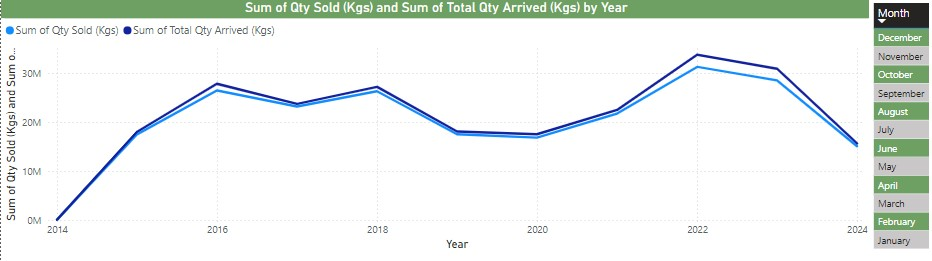 Sum of Qty Sold (Kgs) and Sum of Total Qty Arrived (Kgs) by Year
Sum of Qty Sold (Kgs) Sum of Total Qty Arrived (Kgs)
Sum of Qty Sold (Kgs) and Sum o...
30M
20M
10M
0M
2014 2016 2018 2020 2022 2024
Year
Month
December
November
October
September
August
July
June
May
April
March
February
January